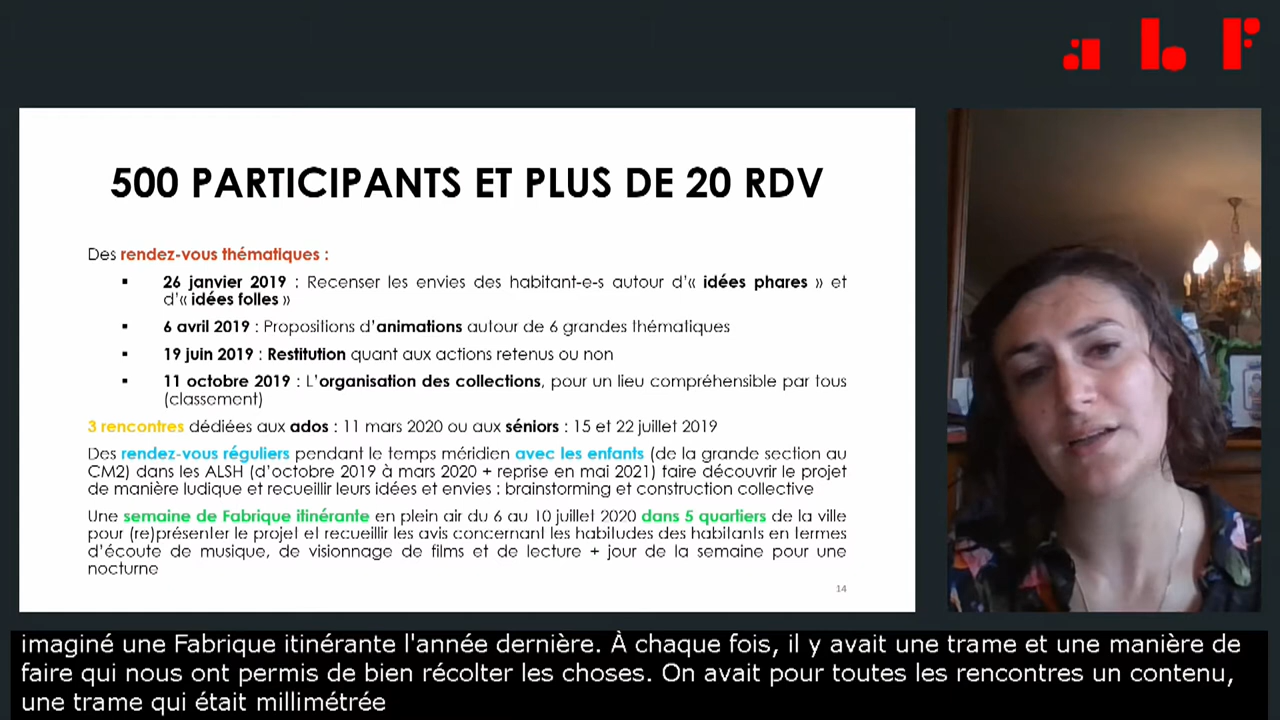 abf
500 PARTICIPANTS ET PLUS DE 20 RDV
Des rendez-vous thématiques :
▪ 26 janvier 2019 : Recenser les envies des habitant-e-s autour d'« idées phares » et
d'« idées folles »
▪ 6 avril 2019 : Propositions d'animations autour de 6 grandes thématiques
▪ 19 juin 2019 : Restitution quant aux actions retenus ou non
▪ 11 octobre 2019 : L'organisation des collections, pour un lieu compréhensible par tous
(classement)
3 rencontres dédiées aux ados : 11 mars 2020 ou aux séniors : 15 et 22 juillet 2019
Des rendez-vous réguliers pendant le temps méridien avec les enfants (de la grande section au
CM2) dans les ALSH (d'octobre 2019 à mars 2020 + reprise en mai 2021) faire découvrir le projet
de manière ludique et recueillir leurs idées et envies : brainstorming et construction collective
Une semaine de Fabrique itinérante en plein air du 6 au 10 juillet 2020 dans 5 quartiers de la ville
pour (re)présenter le projet et recueillir les avis concernant les habitudes des habitants en termes
d'écoute de musique, de visionnage de films et de lecture + jour de la semaine pour une
nocturne
14
imaginé une Fabrique itinérante l'année dernière. À chaque fois, il y avait une trame et une manière de
faire qui nous ont permis de bien récolter les choses. On avait pour toutes les rencontres un contenu,
une trame qui était millimétrée